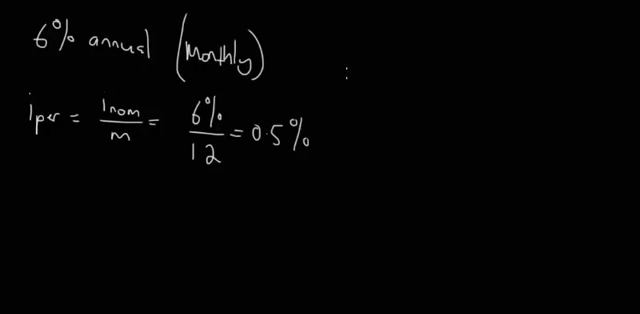 6% annual (Monthly)
iper = inom/m = 6%/12 = 0.5%